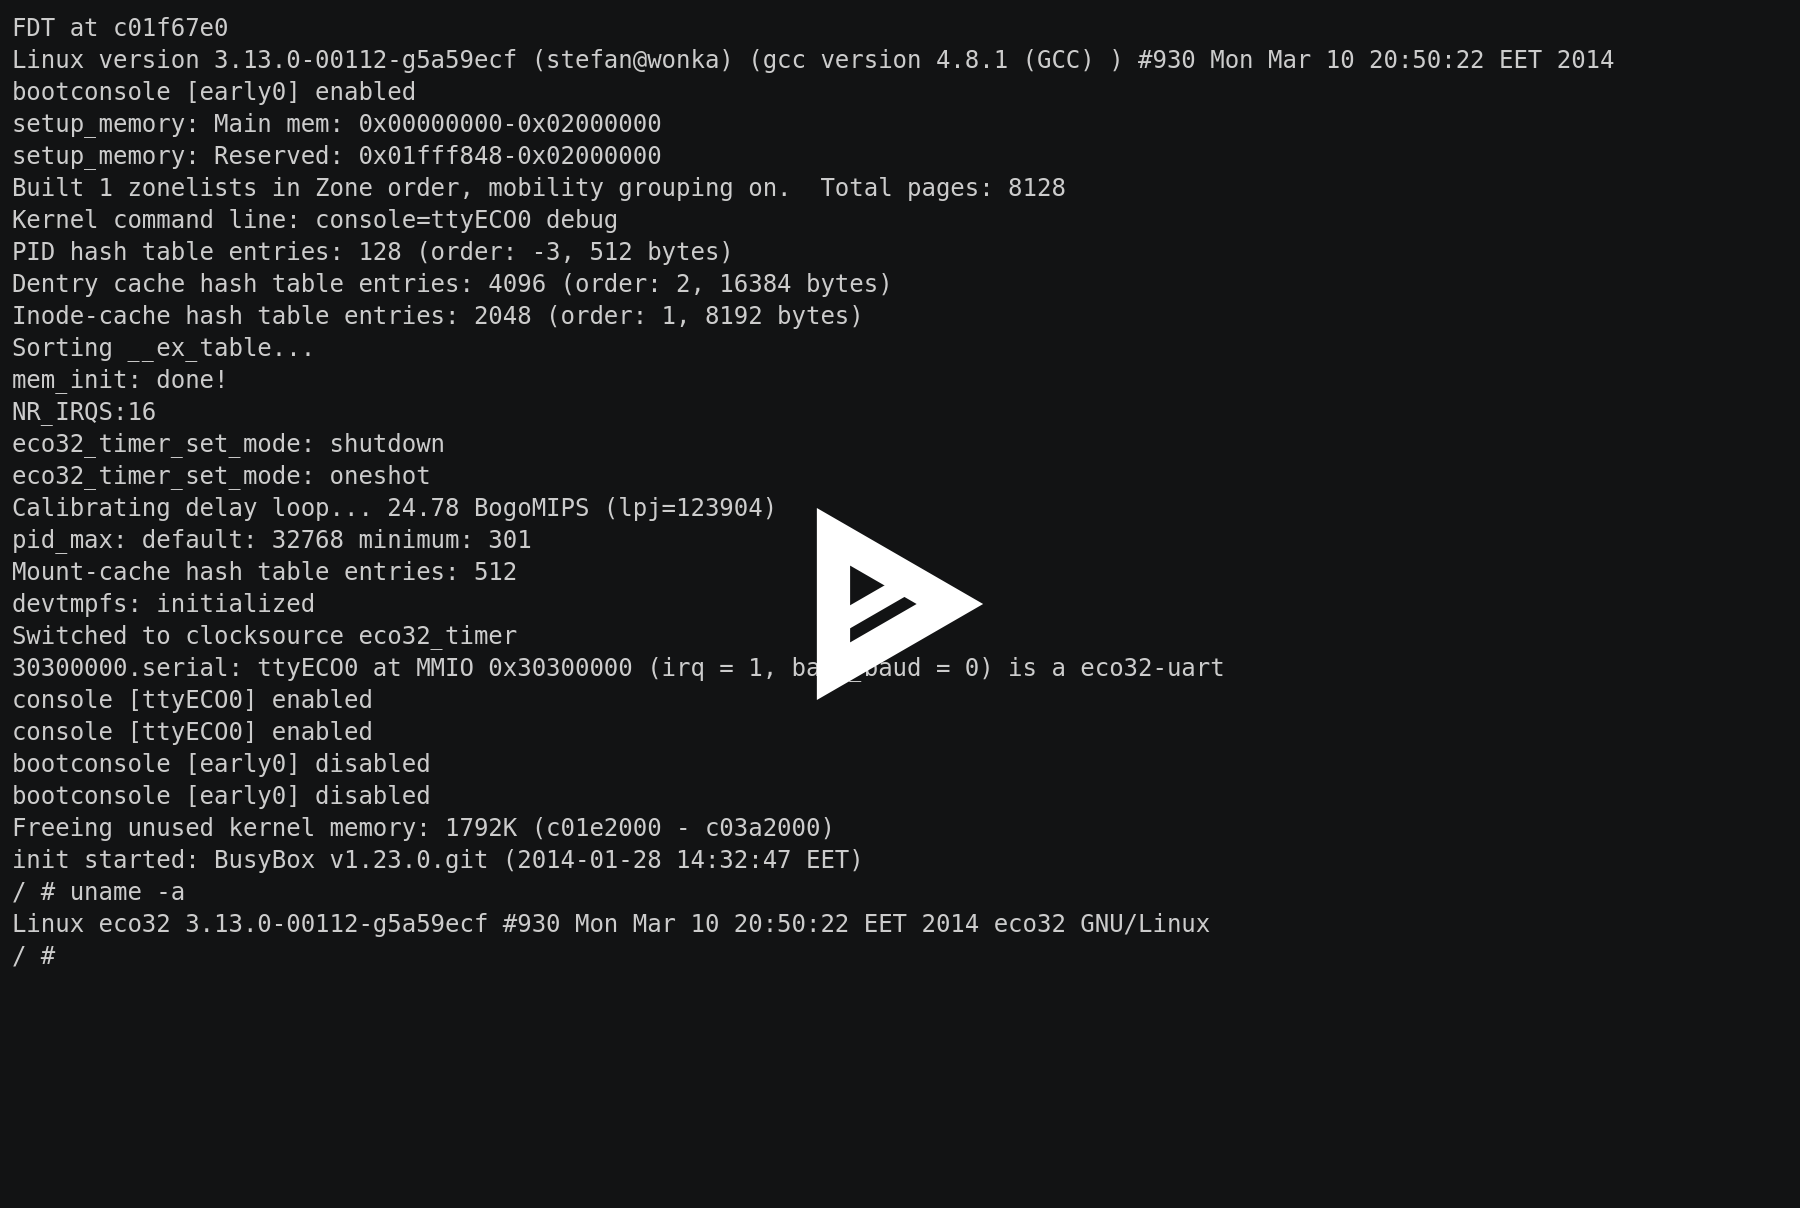 FDT at c01f67e0
Linux version 3.13.0-00112-g5a59ecf (stefan@wonka) (gcc version 4.8.1 (GCC) ) #930 Mon Mar 10 20:50:22 EET 2014
bootconsole [early0] enabled
setup_memory: Main mem: 0x00000000-0x02000000
setup_memory: Reserved: 0x01fff848-0x02000000
Built 1 zonelists in Zone order, mobility grouping on.  Total pages: 8128
Kernel command line: console=ttyECO0 debug
PID hash table entries: 128 (order: -3, 512 bytes)
Dentry cache hash table entries: 4096 (order: 2, 16384 bytes)
Inode-cache hash table entries: 2048 (order: 1, 8192 bytes)
Sorting __ex_table...
mem_init: done!
NR_IRQS:16
eco32_timer_set_mode: shutdown
eco32_timer_set_mode: oneshot
Calibrating delay loop... 24.78 BogoMIPS (lpj=123904)
pid_max: default: 32768 minimum: 301
Mount-cache hash table entries: 512
devtmpfs: initialized
Switched to clocksource eco32_timer
30300000.serial: ttyECO0 at MMIO 0x30300000 (irq = 1, = 0) is a eco32-uart
console [ttyECO0] enabled
console [ttyECO0] enabled
bootconsole [early0] disabled
bootconsole [early0] disabled
Freeing unused kernel memory: 1792K (c01e2000 - c03a2000)
init started: BusyBox v1.23.0.git (2014-01-28 14:32:47 EET)
/ # uname -a
Linux eco32 3.13.0-00112-g5a59ecf #930 Mon Mar 10 20:50:22 EET 2014 eco32 GNU/Linux
/ #